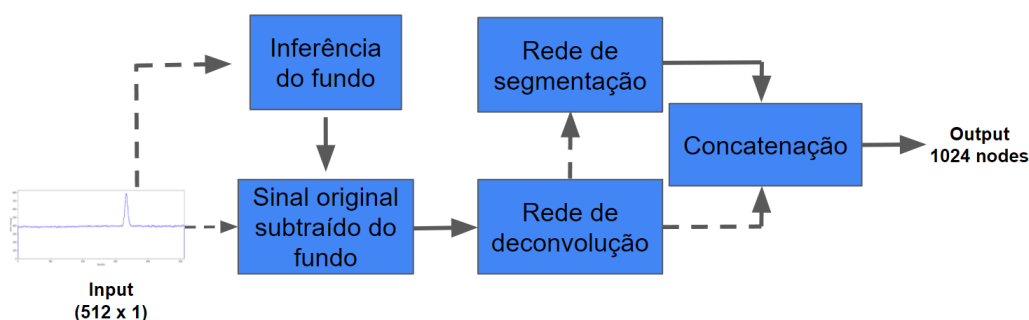 Inferência
do fundo
Rede de
segmentação
Concatenação
Output
1024 nodes
Sinal original
subtraído do
fundo
Rede de
deconvolução
Input
(512 x 1)